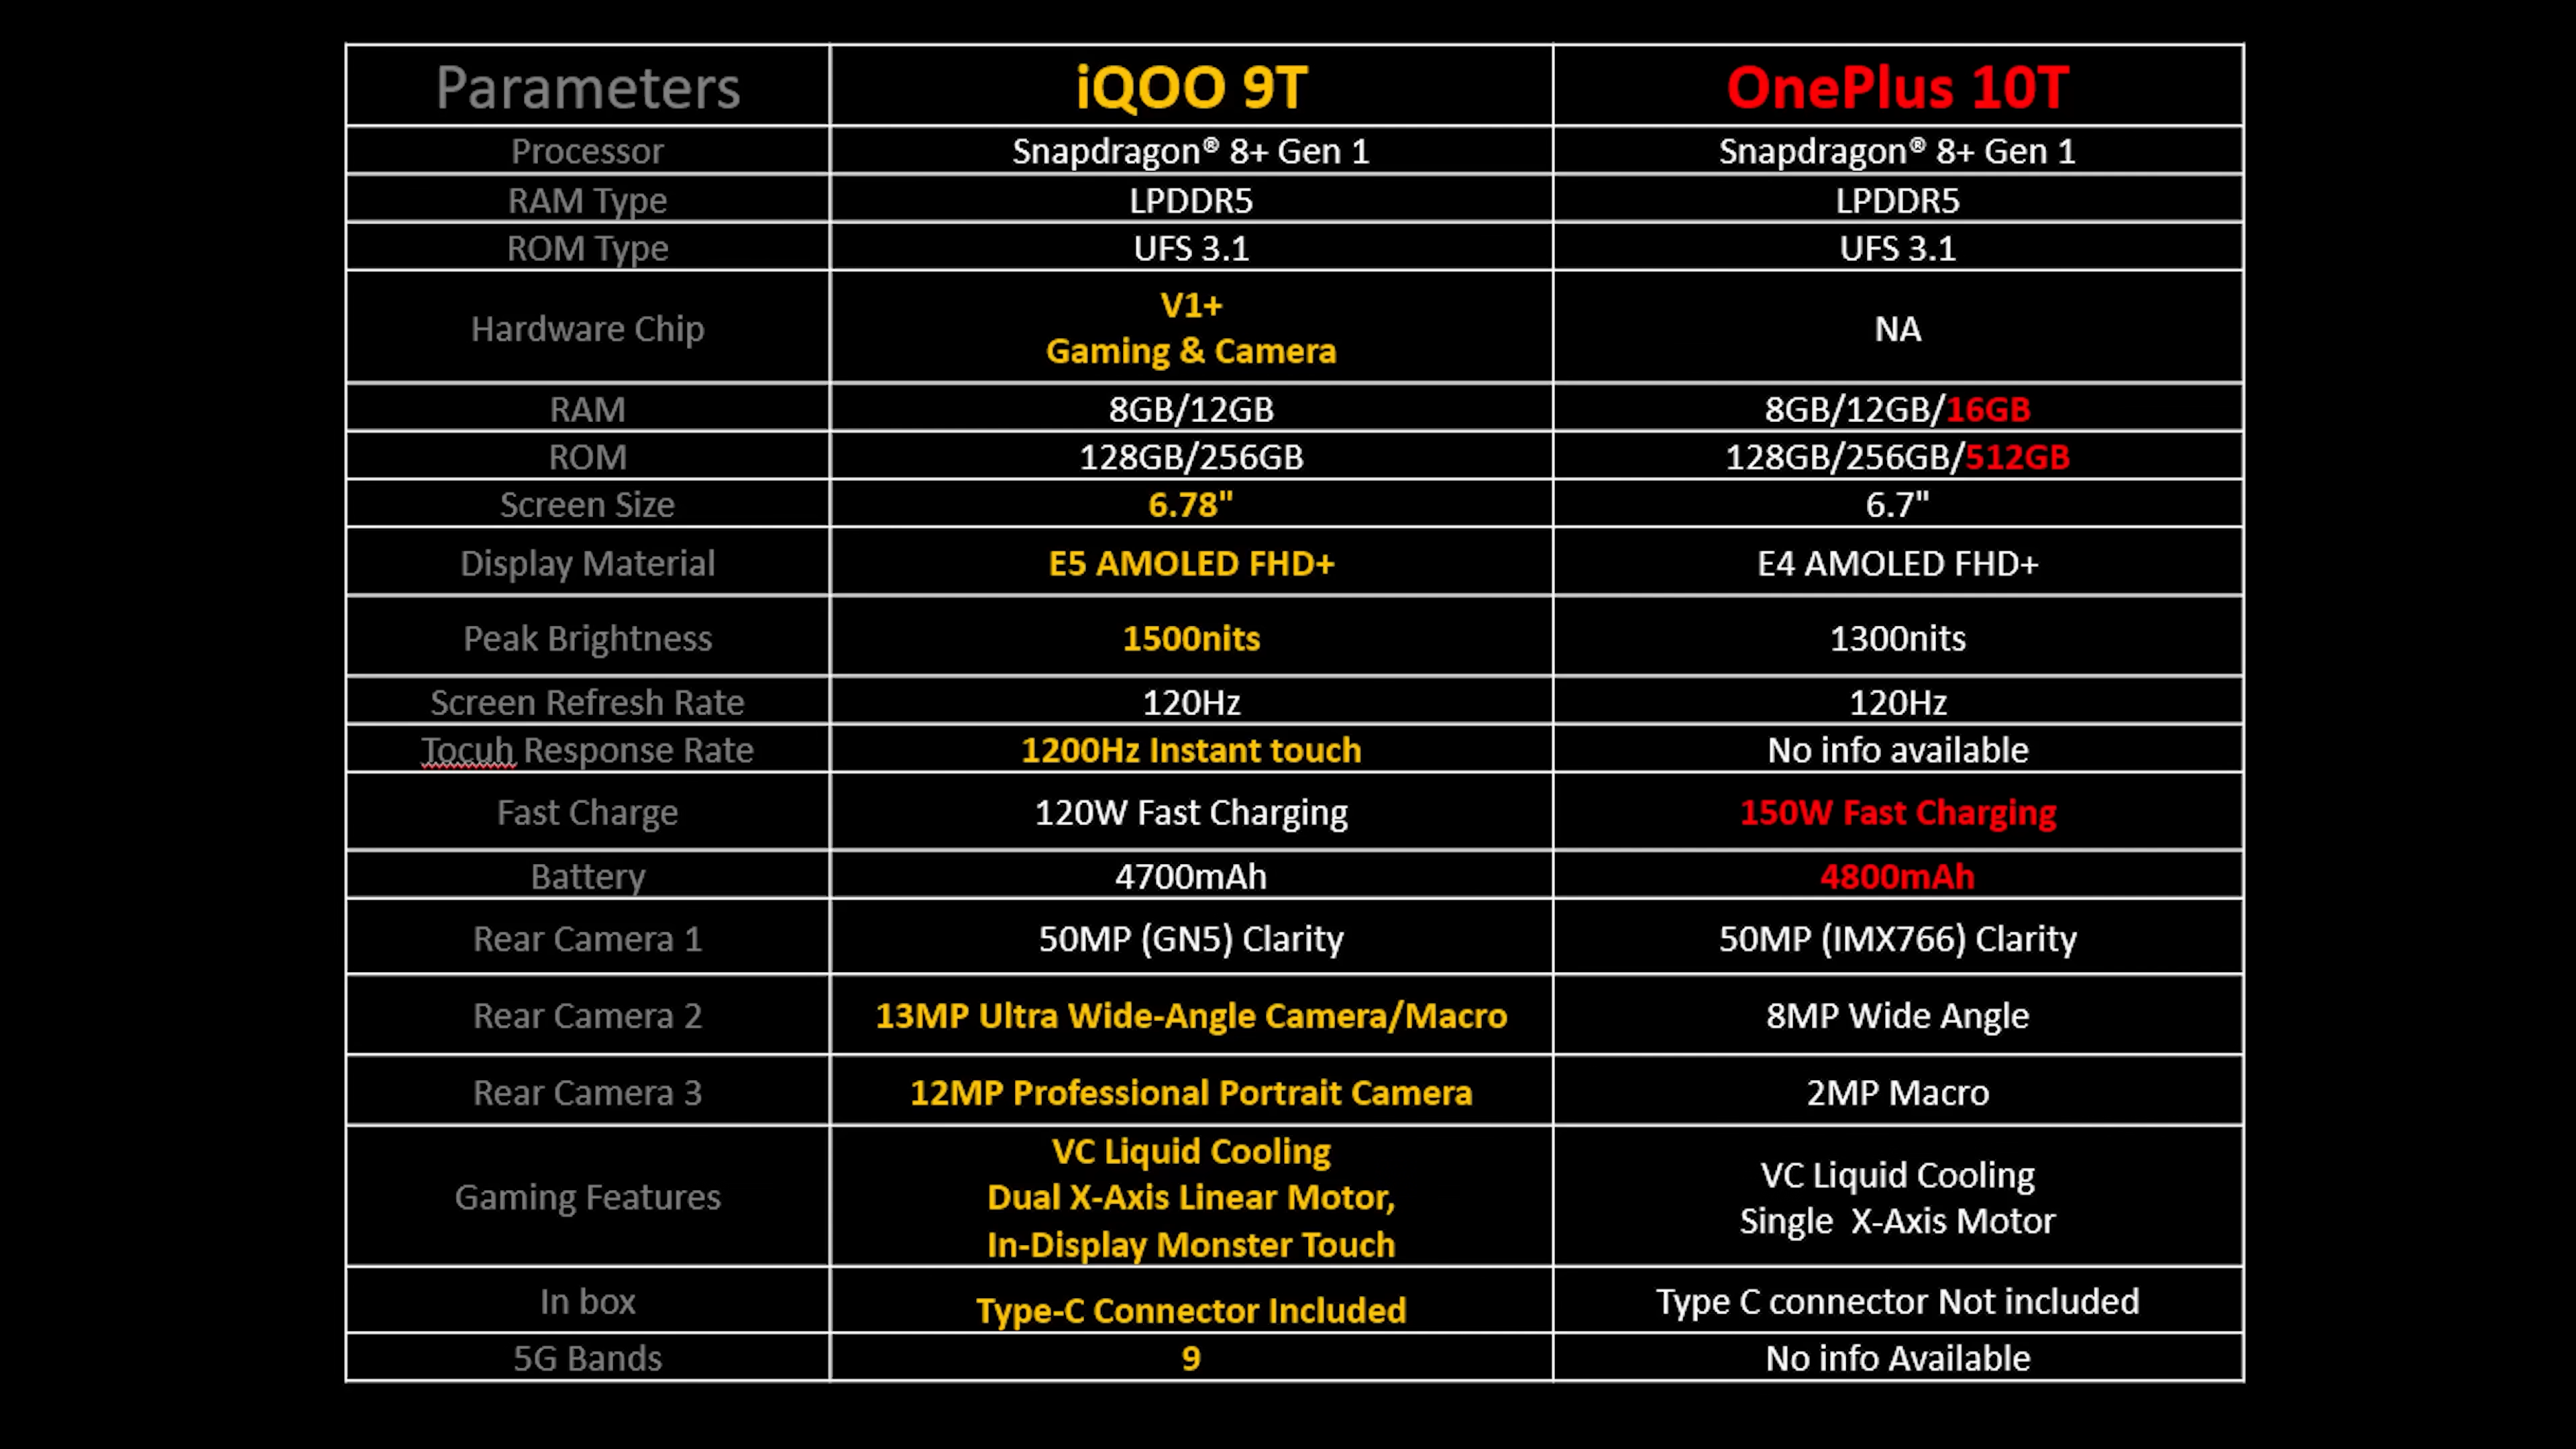 Parameters iQOO 9T OnePlus 10T
Processor Snapdragon® 8+ Gen 1 Snapdragon® 8+ Gen 1
RAM Type LPDDR5 LPDDR5
ROM Type UFS 3.1 UFS 3.1
Hardware Chip V1+
Gaming & Camera NA
RAM 8GB/12GB 8GB/12GB/16GB
ROM 128GB/256GB 128GB/256GB/512GB
Screen Size 6.78" 6.7"
Display Material E5 AMOLED FHD+ E4 AMOLED FHD+
Peak Brightness 1500nits 1300nits
Screen Refresh Rate 120Hz 120Hz
Tocuh Response Rate 1200Hz Instant touch No info available
Fast Charge 120W Fast Charging 150W Fast Charging
Battery 4700mAh 4800mAh
Rear Camera 1 50MP (GN5) Clarity 50MP (IMX766) Clarity
Rear Camera 2 13MP Ultra Wide-Angle Camera/Macro 8MP Wide Angle
Rear Camera 3 12MP Professional Portrait Camera 2MP Macro
Gaming Features VC Liquid Cooling
Dual X-Axis Linear Motor,
In-Display Monster Touch VC Liquid Cooling
Single X-Axis Motor
In box Type-C Connector Included Type C connector Not included
5G Bands 9 No info Available